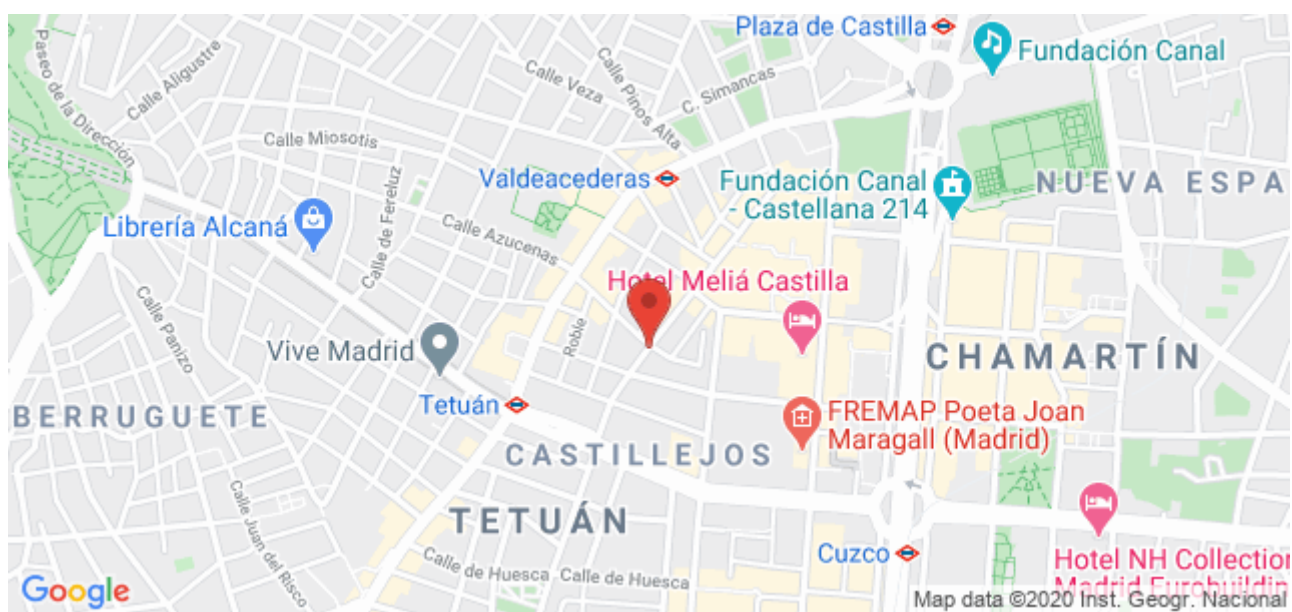 Plaza de Castilla
Fundación Canal
Paseo de la Dirección
Calle Aligustre
Calle Veza
Calle Pinos Alta
C. Simancas
Calle Miosotis
Valdeacederas
Fundación Canal
- Castellana 214
NUEVA ESPA
Librería Alcaná
Calle de Fereluz
Calle Azucenas
Hotel Meliá Castilla
Calle Panizo
Vive Madrid
Roble
CHAMARTÍN
Tetuán
BERRUGUETE
FREMAP Poeta Joan
Maragall (Madrid)
CASTILLEJOS
Calle Juan del Risco
TETUÁN
Cuzco
Calle de Huesca
Calle de Huesca
Hotel NH Collection
Madrid Eurobuilding
Google
Map data ©2020 Inst. Geogr. Nacional